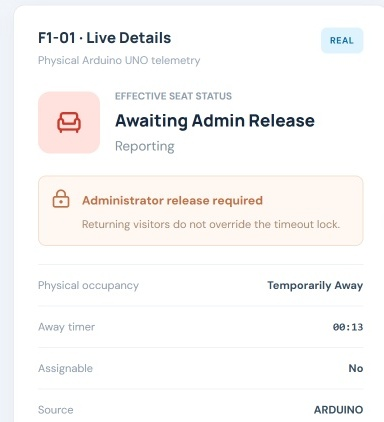 F1-01 · Live Details
REAL
Physical Arduino UNO telemetry
EFFECTIVE SEAT STATUS
Awaiting Admin Release
Reporting
Administrator release required
Returning visitors do not override the timeout lock.
Physical occupancy Temporarily Away
Away timer 00:13
Assignable No
Source ARDUINO